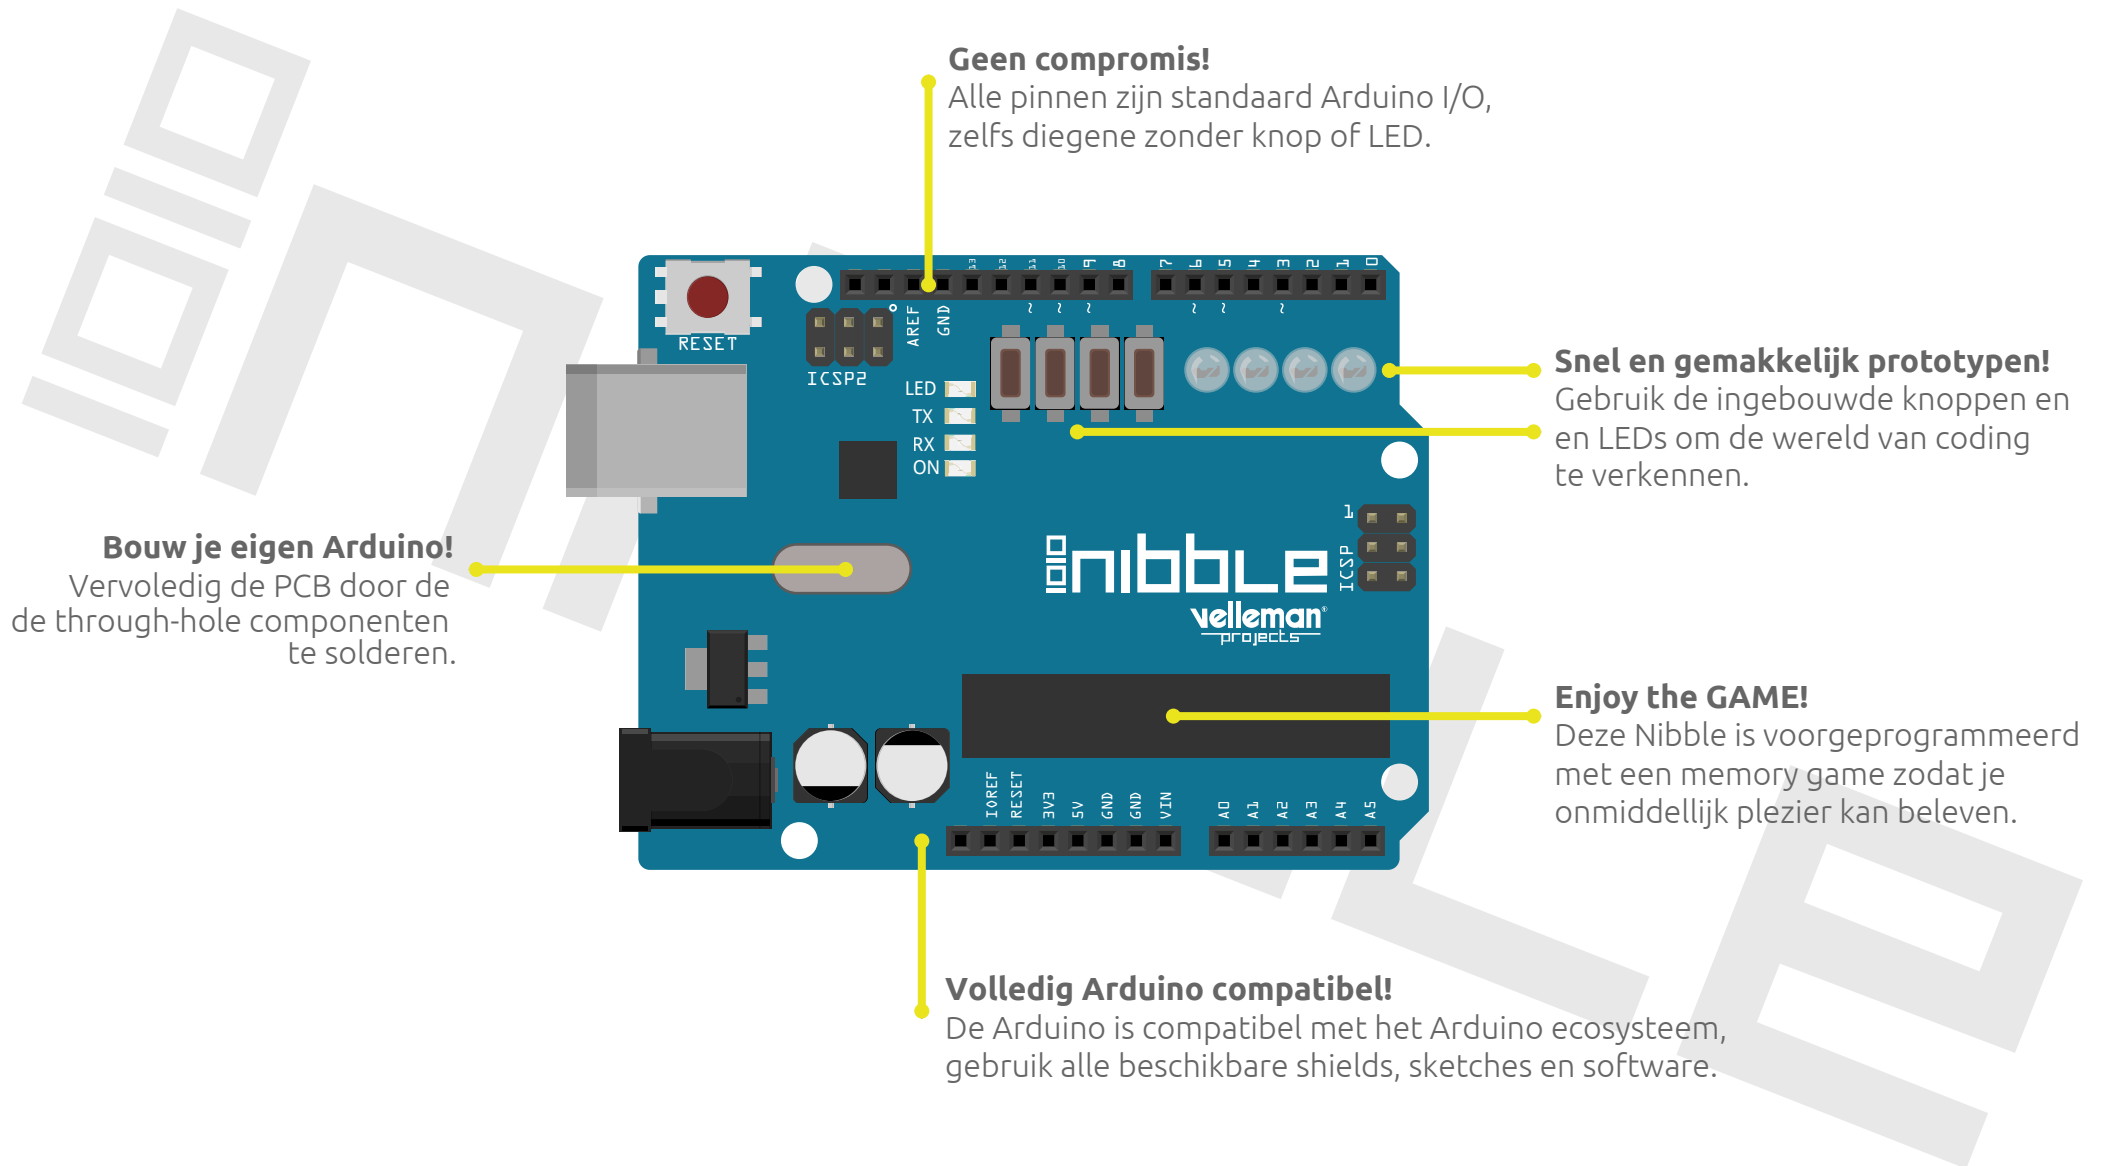 Geen compromis!
Alle pinnen zijn standaard Arduino I/O,
zelfs diegene zonder knop of LED.
13 12 11 10 9 8 7 6 5 4 3 2 1 0
~ ~ ~ ~ ~ ~
AREF
GND
RESET
ICSP2
LED
TX
RX
ON
Snel en gemakkelijk prototypen!
Gebruik de ingebouwde knoppen en
en LEDs om de wereld van coding
te verkennen.
Bouw je eigen Arduino!
Vervoledig de PCB door de
de through-hole componenten
te solderen.
1
ICSP
nibble
velleman®
projects
Enjoy the GAME!
Deze Nibble is voorgeprogrammeerd
met een memory game zodat je
onmiddellijk plezier kan beleven.
IOREF
RESET
3V3
5V
GND
GND
VIN
A0
A1
A2
A3
A4
A5
Volledig Arduino compatibel!
De Arduino is compatibel met het Arduino ecosysteem,
gebruik alle beschikbare shields, sketches en software.